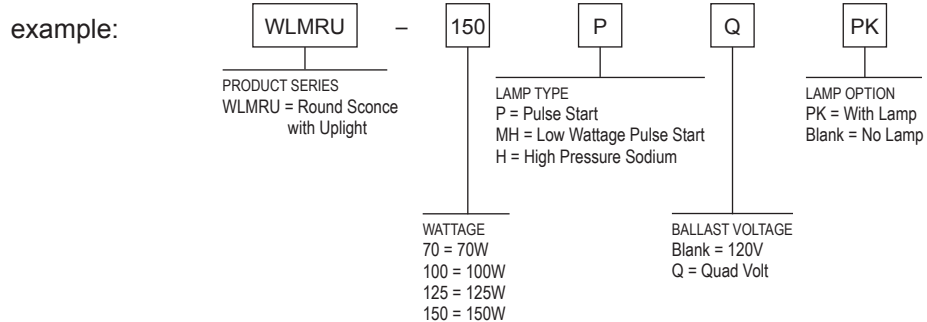 example: WLMRU – 150 P Q PK
PRODUCT SERIES
WLMRU = Round Sconce
with Uplight
LAMP TYPE
P = Pulse Start
MH = Low Wattage Pulse Start
H = High Pressure Sodium
LAMP OPTION
PK = With Lamp
Blank = No Lamp
WATTAGE
70 = 70W
100 = 100W
125 = 125W
150 = 150W
BALLAST VOLTAGE
Blank = 120V
Q = Quad Volt